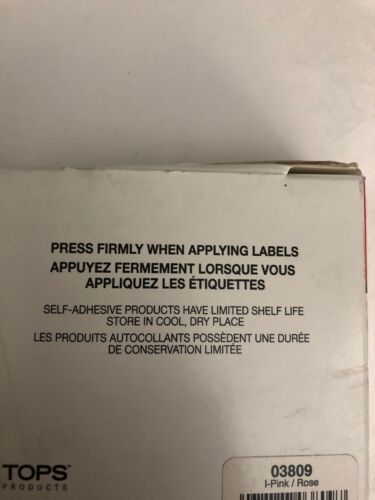 PRESS FIRMLY WHEN APPLYING LABELS
APPUYEZ FERMEMENT LORSQUE VOUS
APPLIQUEZ LES ÉTIQUETTES
SELF-ADHESIVE PRODUCTS HAVE LIMITED SHELF LIFE
STORE IN COOL, DRY PLACE
LES PRODUITS AUTOCOLLANTS POSSÈDENT UNE DURÉE
DE CONSERVATION LIMITÉE
TOPS™
PRODUCTS
03809
I-Pink / Rose